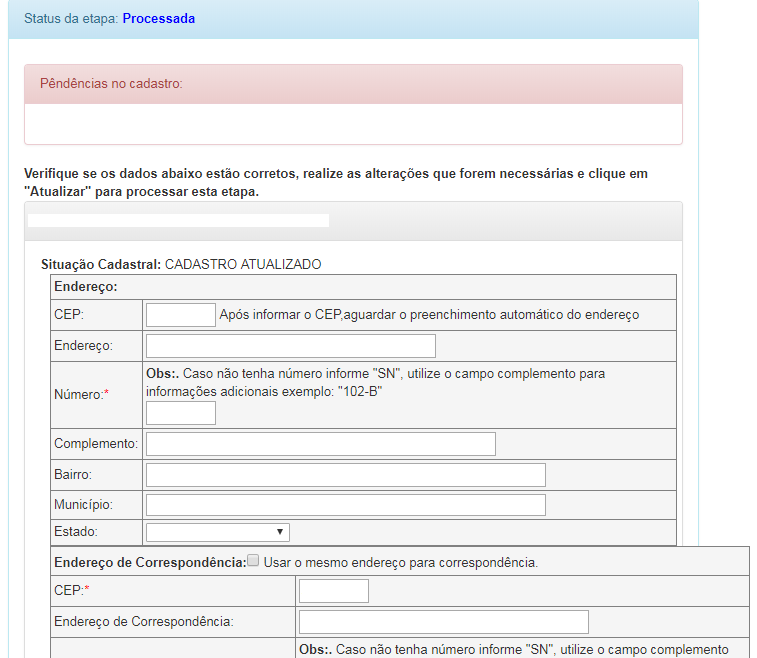 Status da etapa: Processada
Pêndências no cadastro:
Verifique se os dados abaixo estão corretos, realize as alterações que forem necessárias e clique em
"Atualizar" para processar esta etapa.
Situação Cadastral: CADASTRO ATUALIZADO
Endereço:
CEP: Após informar o CEP,aguardar o preenchimento automático do endereço
Endereço:
Obs:. Caso não tenha número informe "SN", utilize o campo complemento para
informações adicionais exemplo: "102-B"
Número:*
Complemento:
Bairro:
Município:
Estado:
Endereço de Correspondência: Usar o mesmo endereço para correspondência.
CEP:*
Endereço de Correspondência:
Obs:. Caso não tenha número informe "SN", utilize o campo complemento